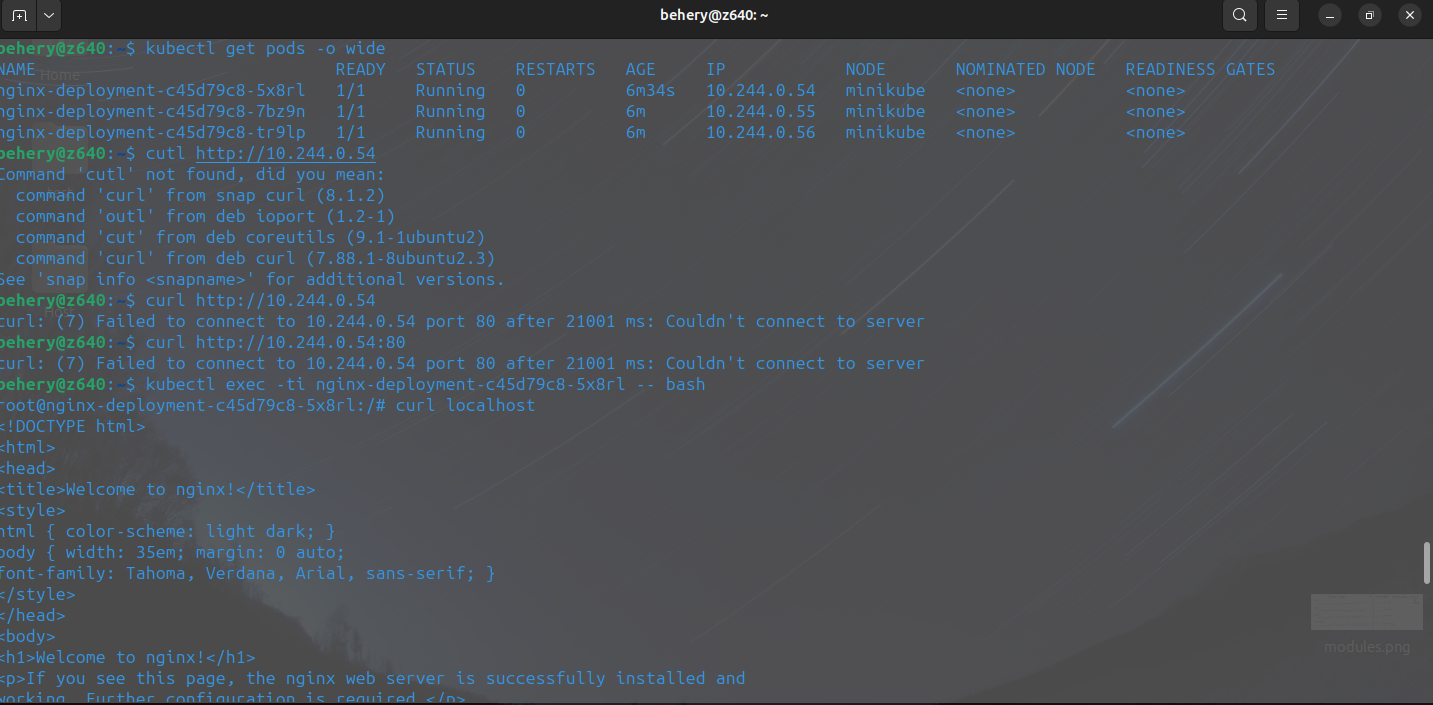 behery@z640: ~
behery@z640:~$ kubectl get pods -o wide
NAME READY STATUS RESTARTS AGE IP NODE NOMINATED NODE READINESS GATES
nginx-deployment-c45d79c8-5x8rl 1/1 Running 0 6m34s 10.244.0.54 minikube <none> <none>
nginx-deployment-c45d79c8-7bz9n 1/1 Running 0 6m 10.244.0.55 minikube <none> <none>
nginx-deployment-c45d79c8-tr9lp 1/1 Running 0 6m 10.244.0.56 minikube <none> <none>
behery@z640:~$ cutl http://10.244.0.54
Command 'cutl' not found, did you mean:
command 'curl' from snap curl (8.1.2)
command 'outl' from deb ioport (1.2-1)
command 'cut' from deb coreutils (9.1-1ubuntu2)
command 'curl' from deb curl (7.88.1-8ubuntu2.3)
See 'snap info <snapname>' for additional versions.
behery@z640:~$ curl http://10.244.0.54
curl: (7) Failed to connect to 10.244.0.54 port 80 after 21001 ms: Couldn't connect to server
behery@z640:~$ curl http://10.244.0.54:80
curl: (7) Failed to connect to 10.244.0.54 port 80 after 21001 ms: Couldn't connect to server
behery@z640:~$ kubectl exec -ti nginx-deployment-c45d79c8-5x8rl -- bash
root@nginx-deployment-c45d79c8-5x8rl:/# curl localhost
<!DOCTYPE html>
<html>
<head>
<title>Welcome to nginx!</title>
<style>
html { color-scheme: light dark; }
body { width: 35em; margin: 0 auto;
font-family: Tahoma, Verdana, Arial, sans-serif; }
</style>
</head>
<body>
<h1>Welcome to nginx!</h1>
<p>If you see this page, the nginx web server is successfully installed and
working. Further configuration is required.</p>
Home
modules.png